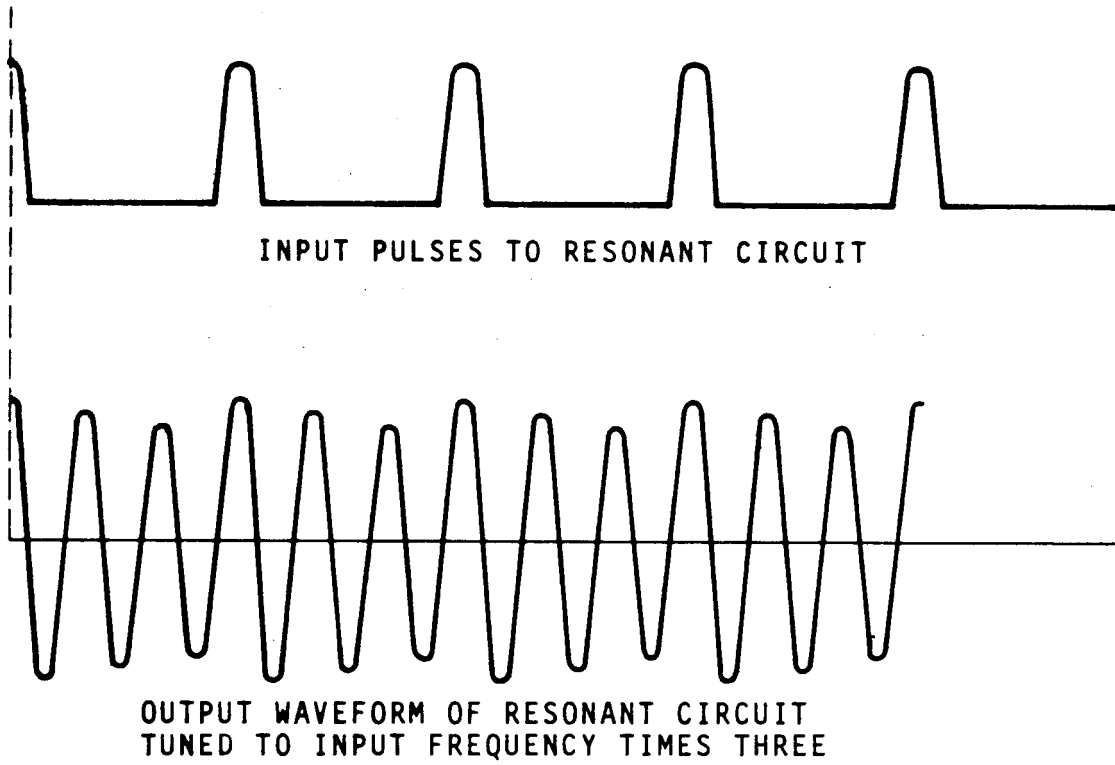 INPUT PULSES TO RESONANT CIRCUIT
OUTPUT WAVEFORM OF RESONANT CIRCUIT
TUNED TO INPUT FREQUENCY TIMES THREE